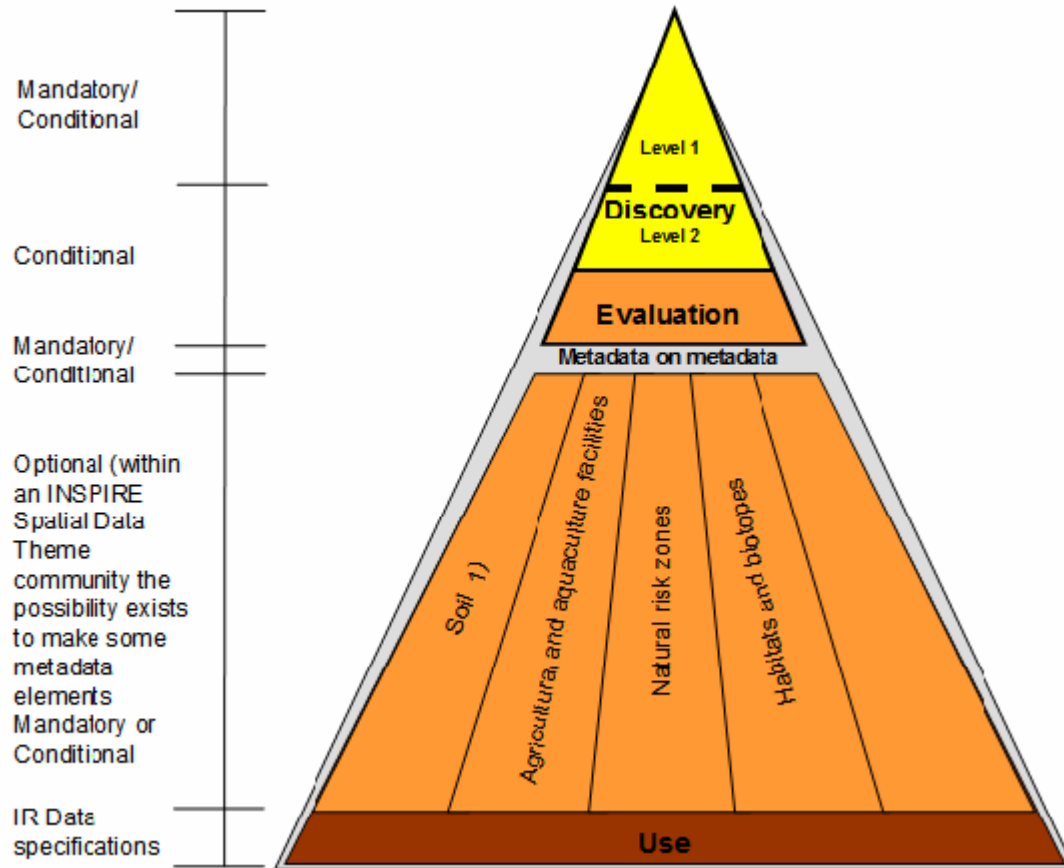 Mandatory/
Conditional
Conditional
Mandatory/
Conditional
Optional (within
an INSPIRE
Spatial Data
Theme
community the
possibility exists
to make some
metadada
elements
Mandatory or
Conditional
IR Data
specifications
Level 1
Discovery
Level 2
Evaluation
Metadata on metadata
Soil 1)
Agricultural and aquaculture facilities
Natural risk zones
Habitats and biotopes
Use